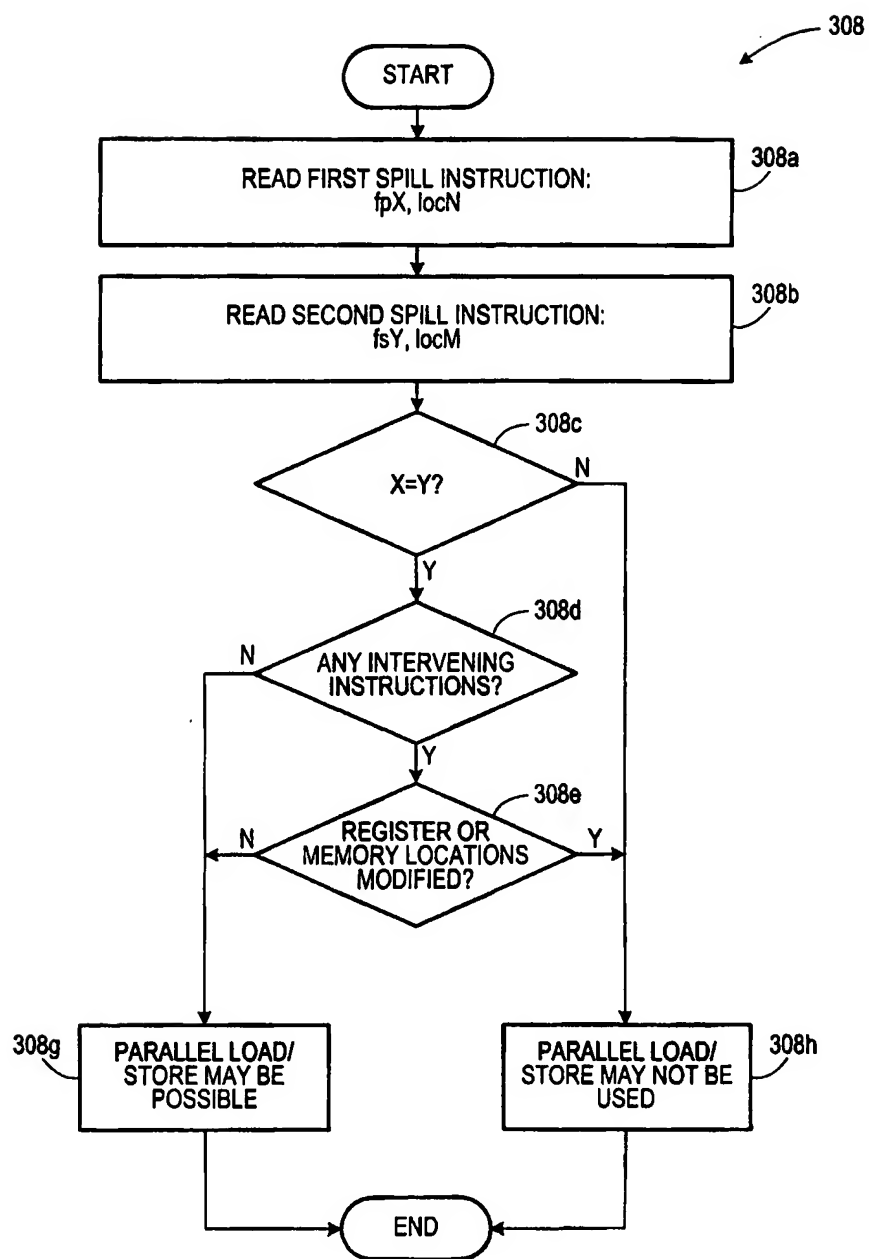 308
START
READ FIRST SPILL INSTRUCTION:
fpX, locN
308a
READ SECOND SPILL INSTRUCTION:
fsY, locM
308b
308c
X=Y?
N
Y
308d
N
ANY INTERVENING
INSTRUCTIONS?
Y
308e
N
REGISTER OR
MEMORY LOCATIONS
MODIFIED?
Y
308g
PARALLEL LOAD/
STORE MAY BE
POSSIBLE
PARALLEL LOAD/
STORE MAY NOT BE
USED
308h
END